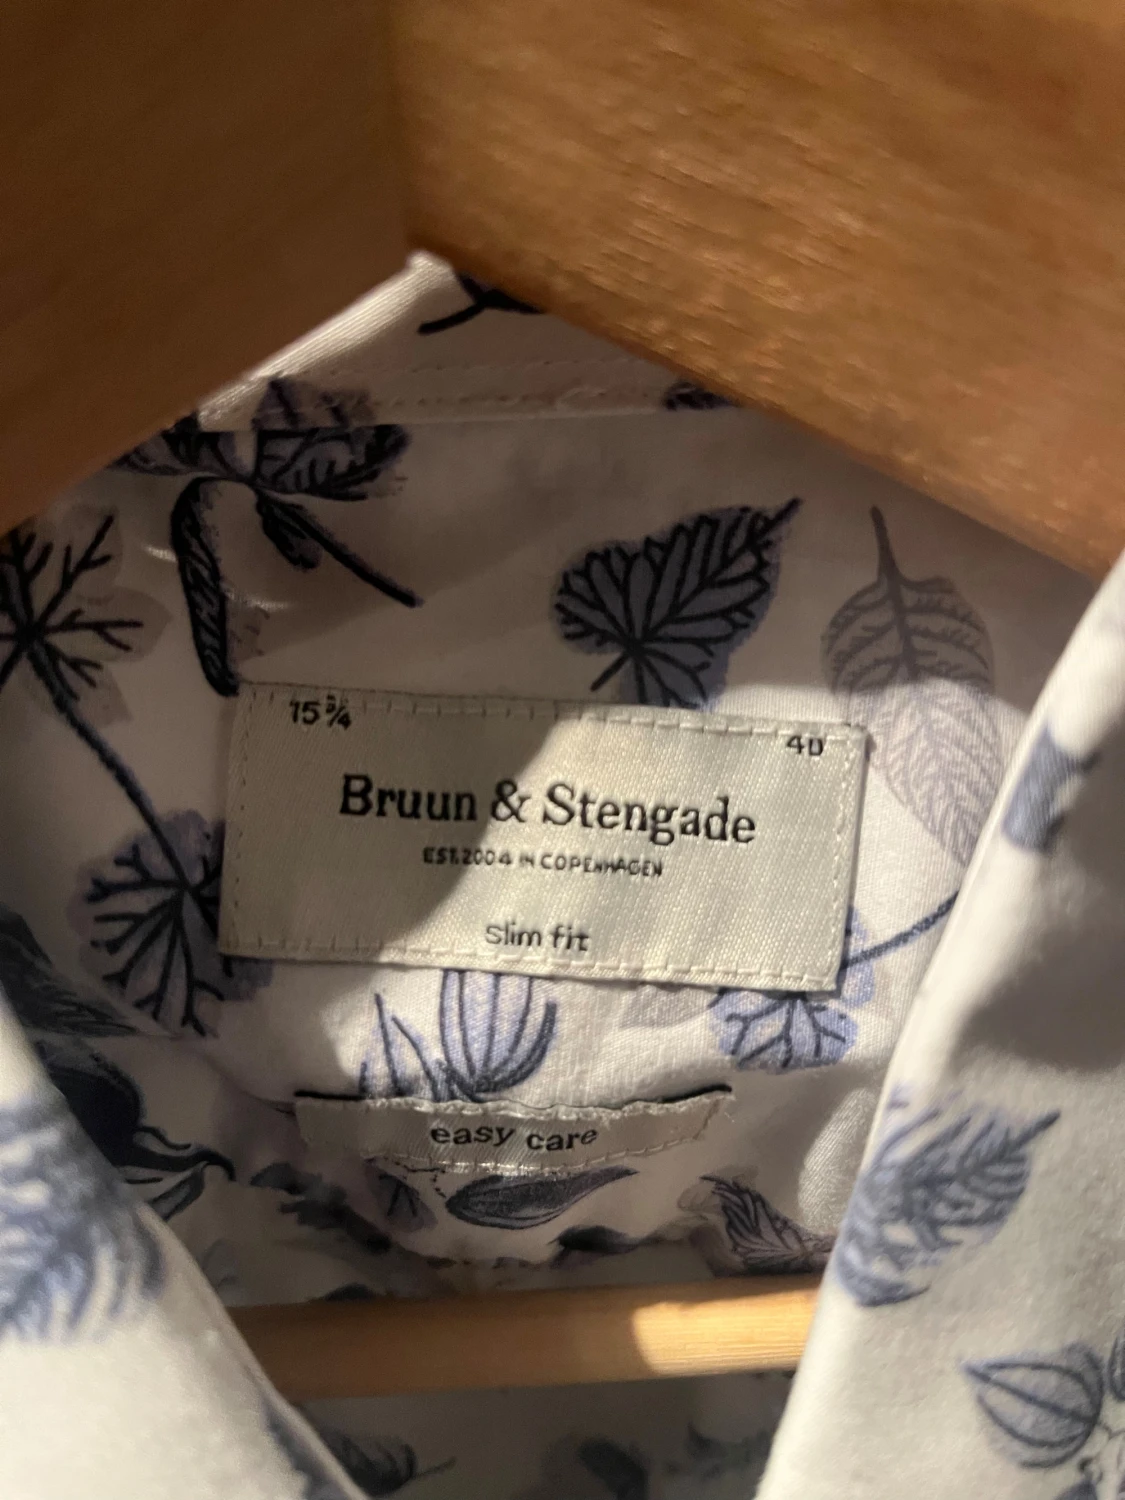 15 ¾
40
Bruun & Stengade
EST. 2004 IN COPENHAGEN
Slim fit
easy care